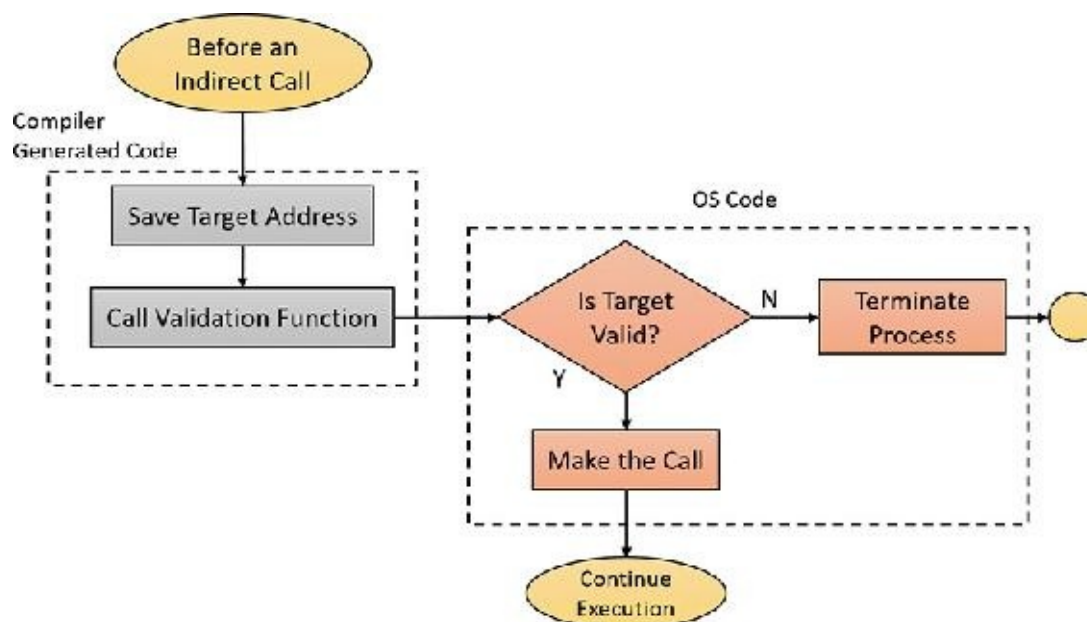 Before an
Indirect Call
Compiler
Generated Code
Save Target Address
Call Validation Function
OS Code
Is Target
Valid?
N
Terminate
Process
Y
Make the Call
Continue
Execution